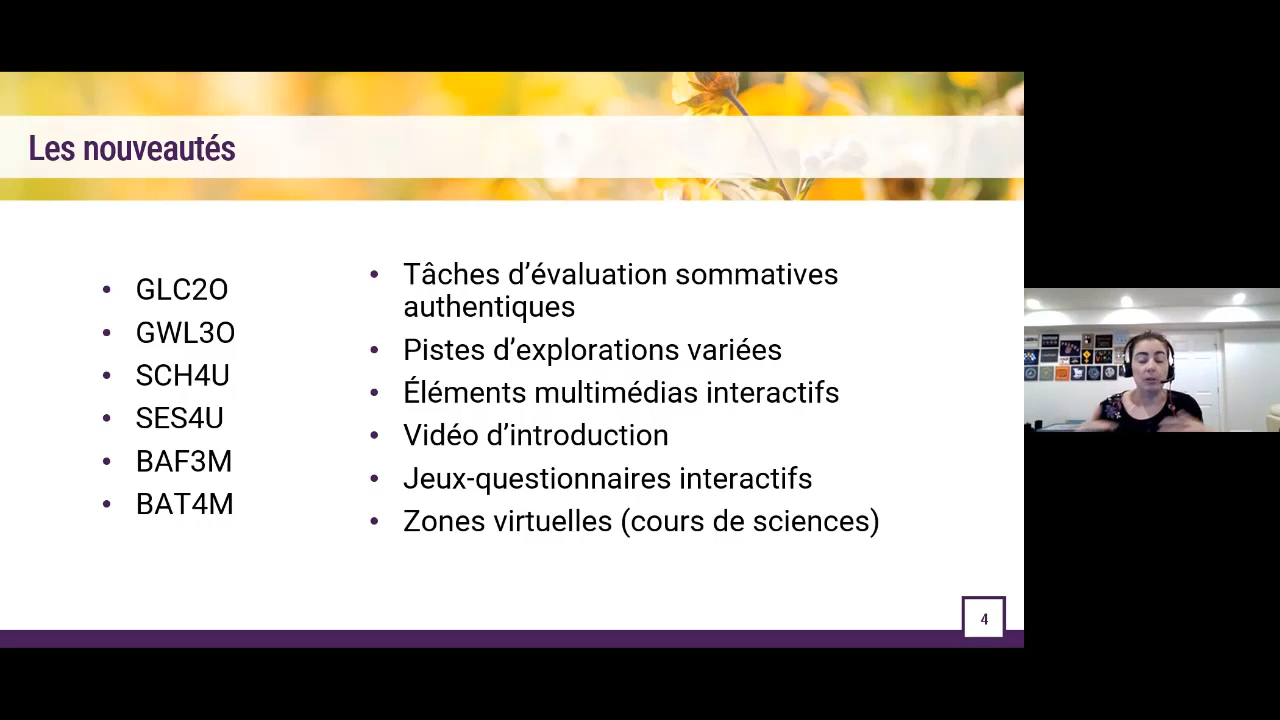 Les nouveautés
GLC2O
GWL3O
SCH4U
SES4U
BAF3M
BAT4M
Tâches d’évaluation sommatives
authentiques
Pistes d’explorations variées
Éléments multimédias interactifs
Vidéo d’introduction
Jeux-questionnaires interactifs
Zones virtuelles (cours de sciences)
4